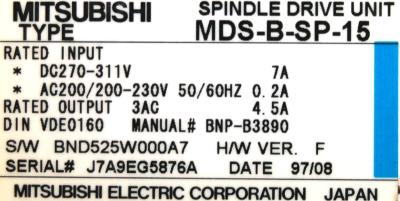 MITSUBISHI SPINDLE DRIVE UNIT
TYPE MDS-B-SP-15
RATED INPUT
* DC270-311V 7A
* AC200/200-230V 50/60HZ 0.2A
RATED OUTPUT 3AC 4.5A
DIN VDE0160 MANUAL# BNP-B3890
S/W BND525W000A7 H/W VER. F
SERIAL# J7A9EG5876A DATE 97/08
MITSUBISHI ELECTRIC CORPORATION JAPAN